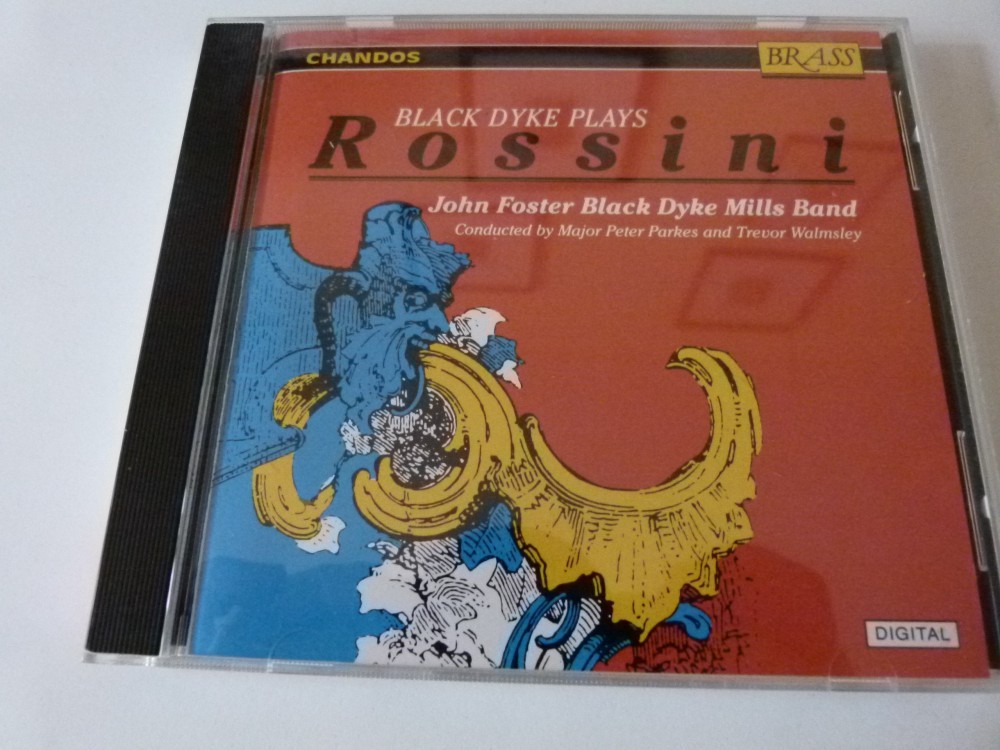 CHANDOS
BRASS
BLACK DYKE PLAYS
Rossini
John Foster Black Dyke Mills Band
Conducted by Major Peter Parkes and Trevor Walmsley
DIGITAL